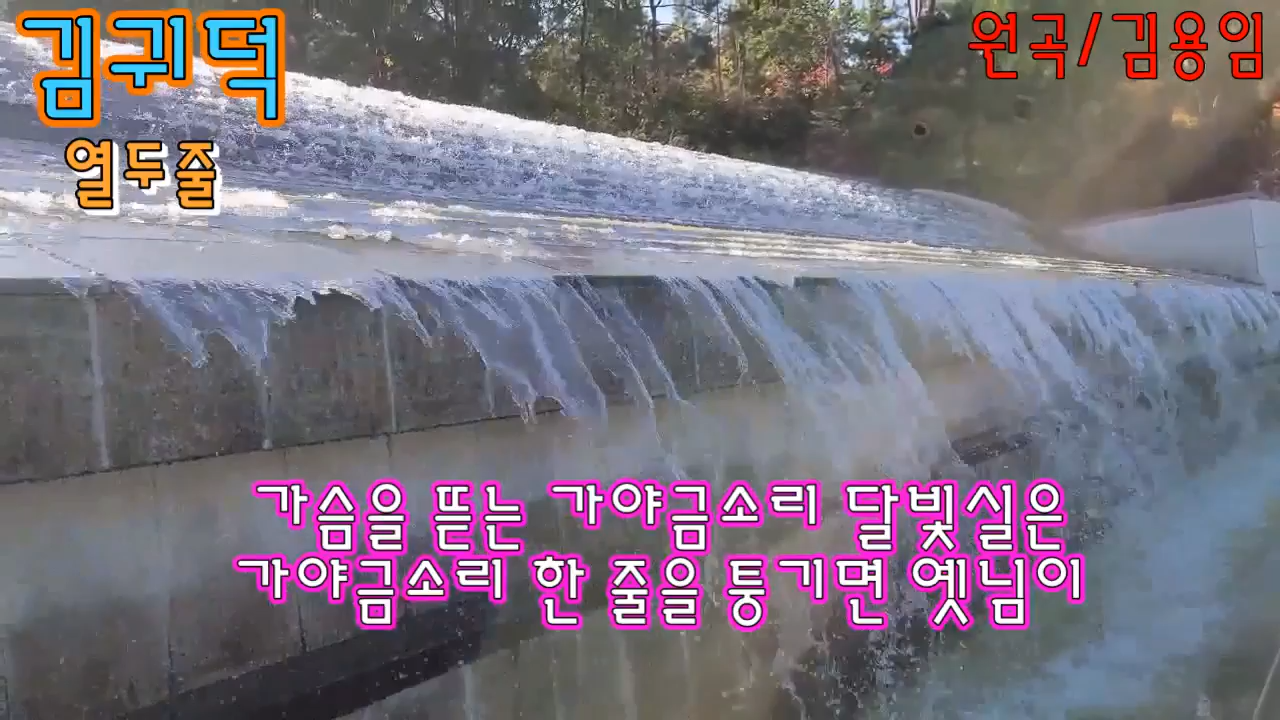 김귀덕
원곡/김용임
열두줄
가슴을 뜯는 가야금소리 달빛실은
가야금소리 한 줄을 퉁기면 옛님이